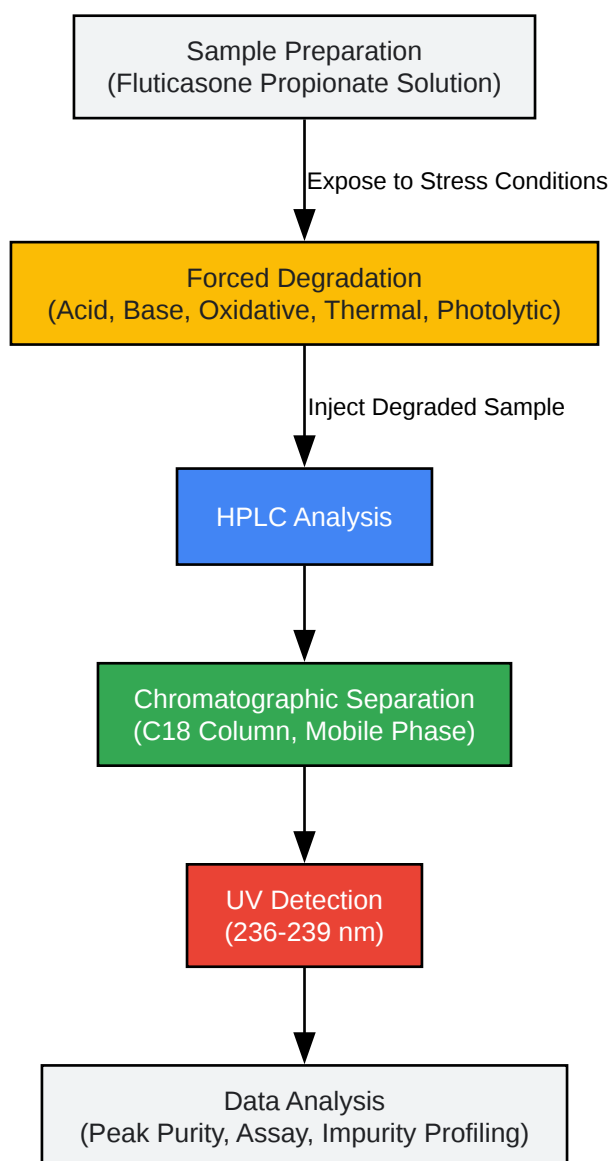 Sample Preparation
(Fluticasone Propionate Solution)
Expose to Stress Conditions
Forced Degradation
(Acid, Base, Oxidative, Thermal, Photolytic)
Inject Degraded Sample
HPLC Analysis
Chromatographic Separation
(C18 Column, Mobile Phase)
UV Detection
(236-239 nm)
Data Analysis
(Peak Purity, Assay, Impurity Profiling)